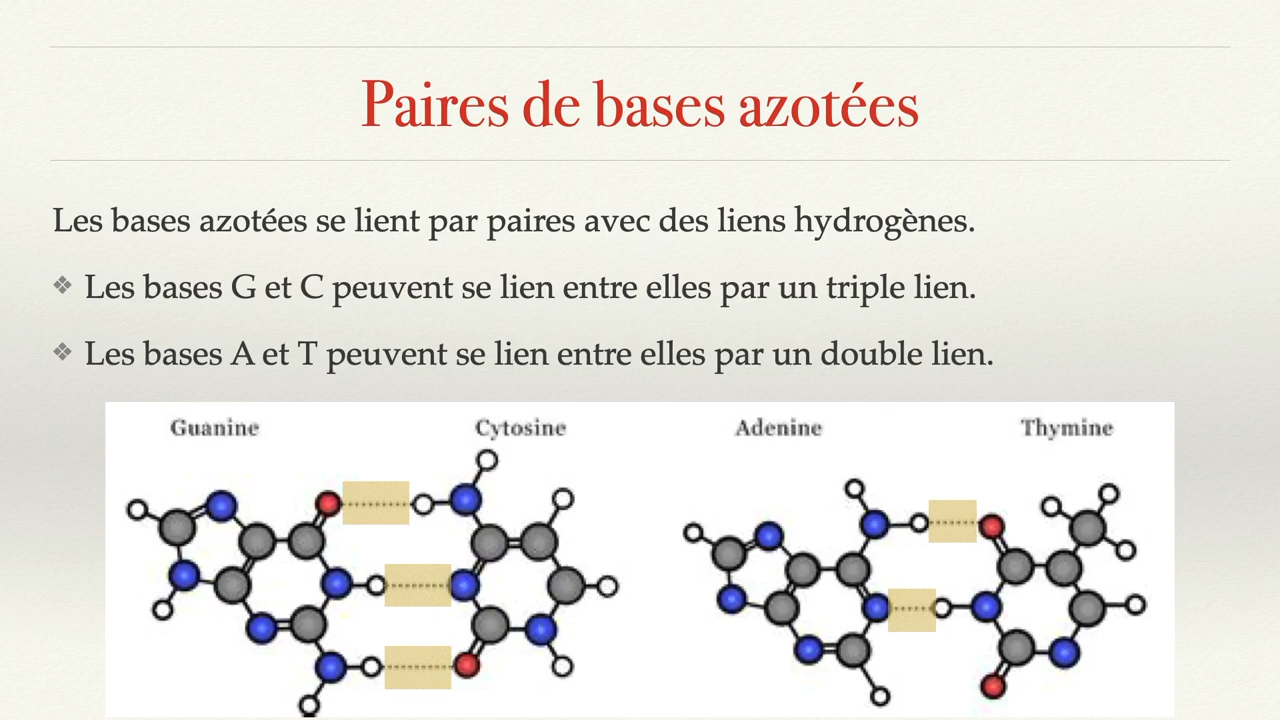 Paires de bases azotées
Les bases azotées se lient par paires avec des liens hydrogènes.
❖ Les bases G et C peuvent se lien entre elles par un triple lien.
❖ Les bases A et T peuvent se lien entre elles par un double lien.
Guanine Cytosine Adenine Thymine